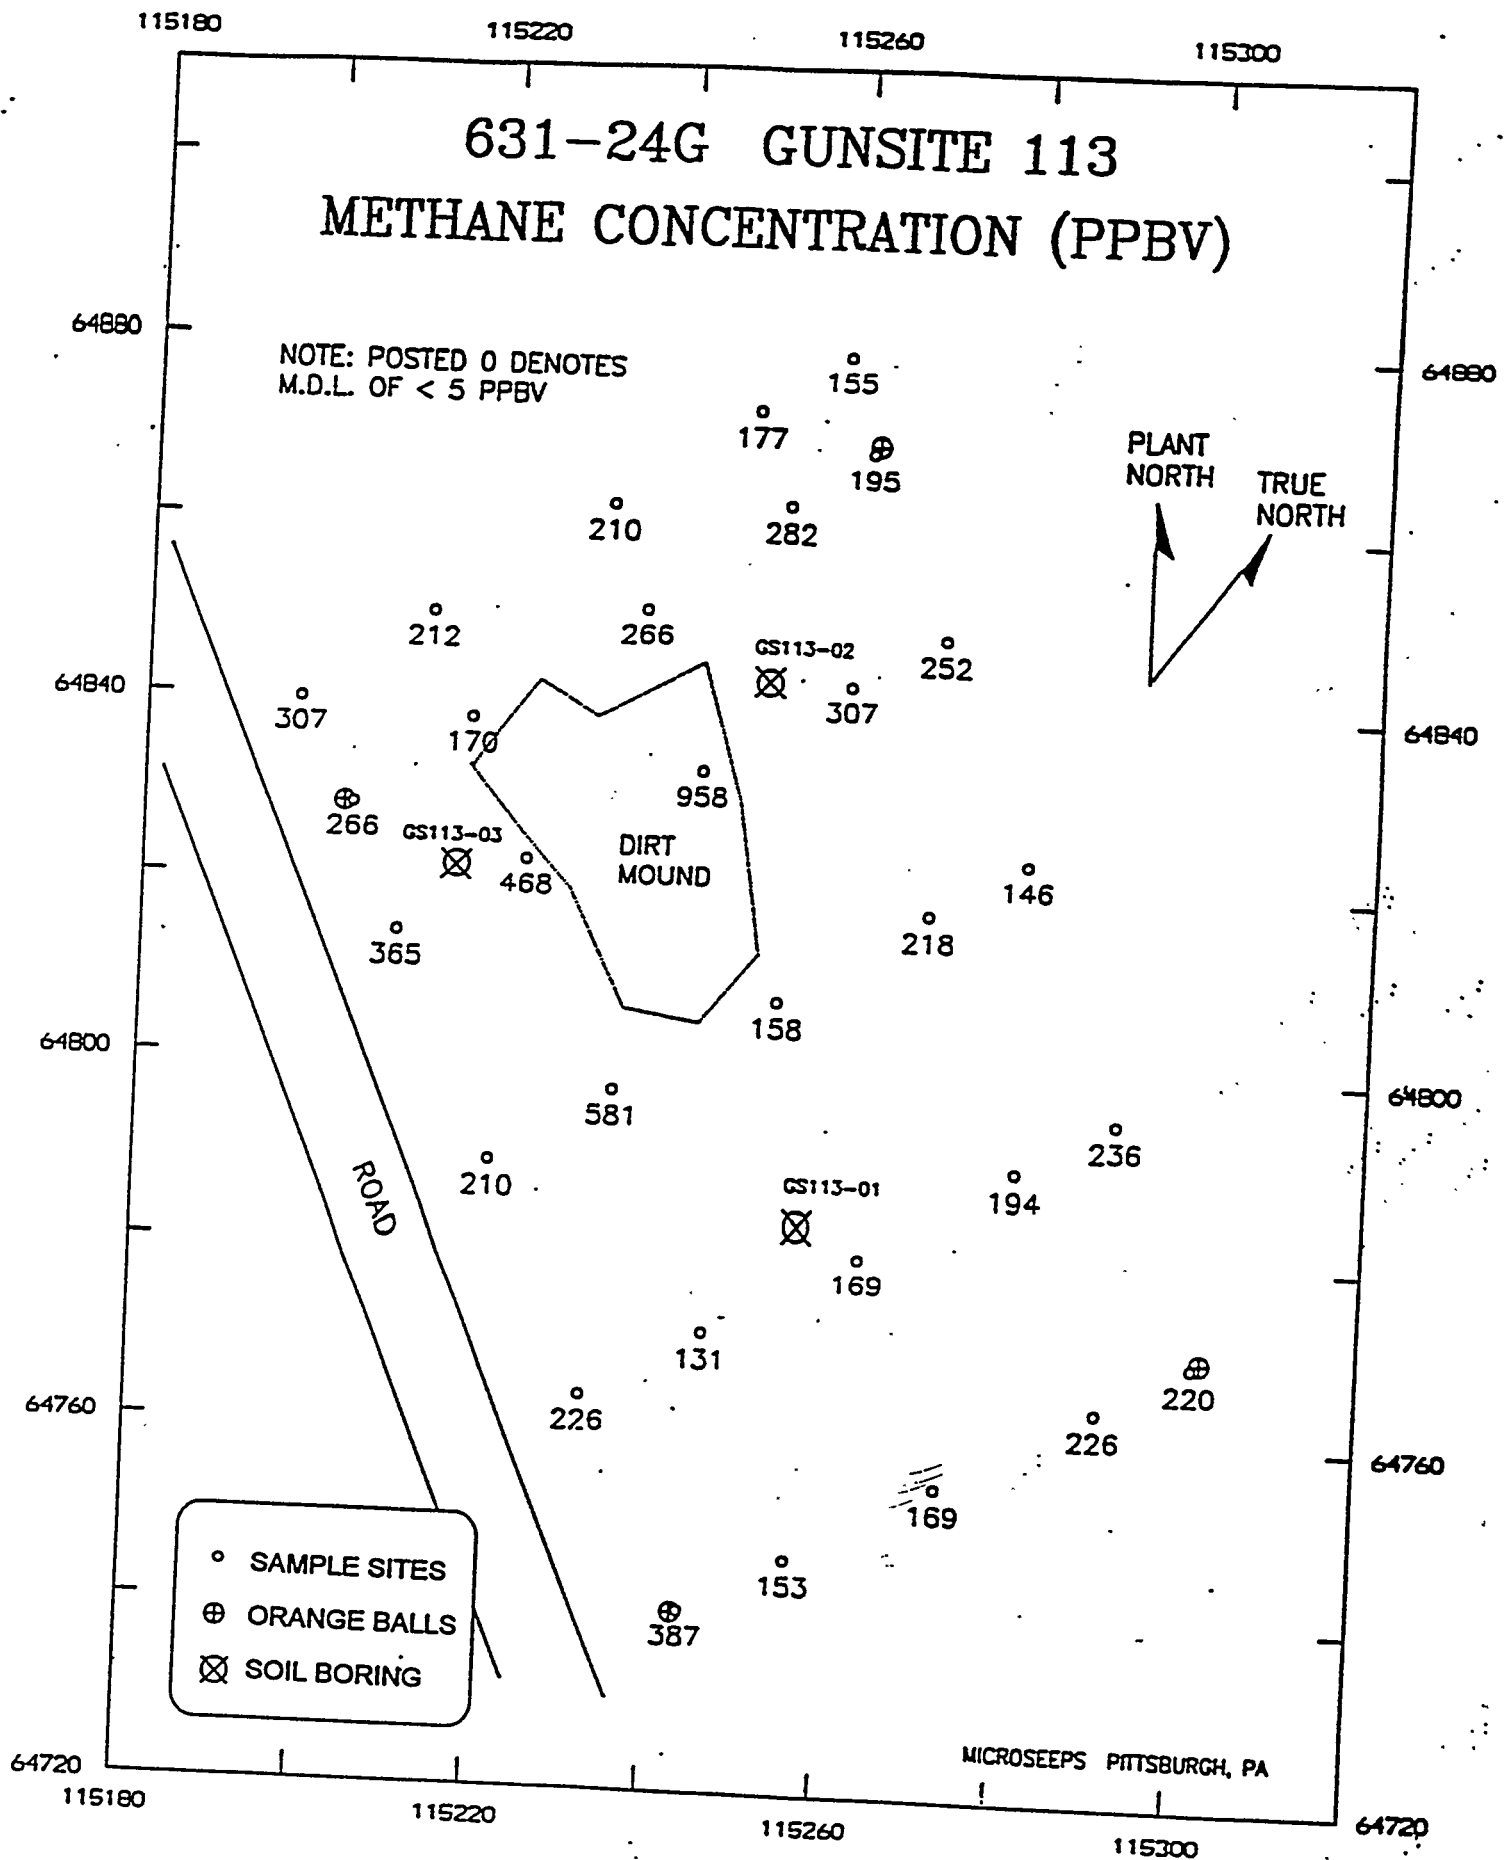 115180
115220
115260
115300
631-24G GUNSITE 113
METHANE CONCENTRATION (PPBV)
64880
NOTE: POSTED 0 DENOTES
M.D.L. OF < 5 PPBV
155
64880
177
195
PLANT
NORTH
TRUE
NORTH
210
282
212
266
GS113-02
252
64840
307
170
307
64840
958
266
GS113-03
468
DIRT
MOUND
146
365
218
158
64800
581
64800
236
210
ROAD
GS113-01
194
169
131
220
64760
226
226
64760
169
SAMPLE SITES
153
ORANGE BALLS
387
SOIL BORING
MICROSEEPS PITTSBURGH, PA
64720
115180
115220
115260
115300
64720